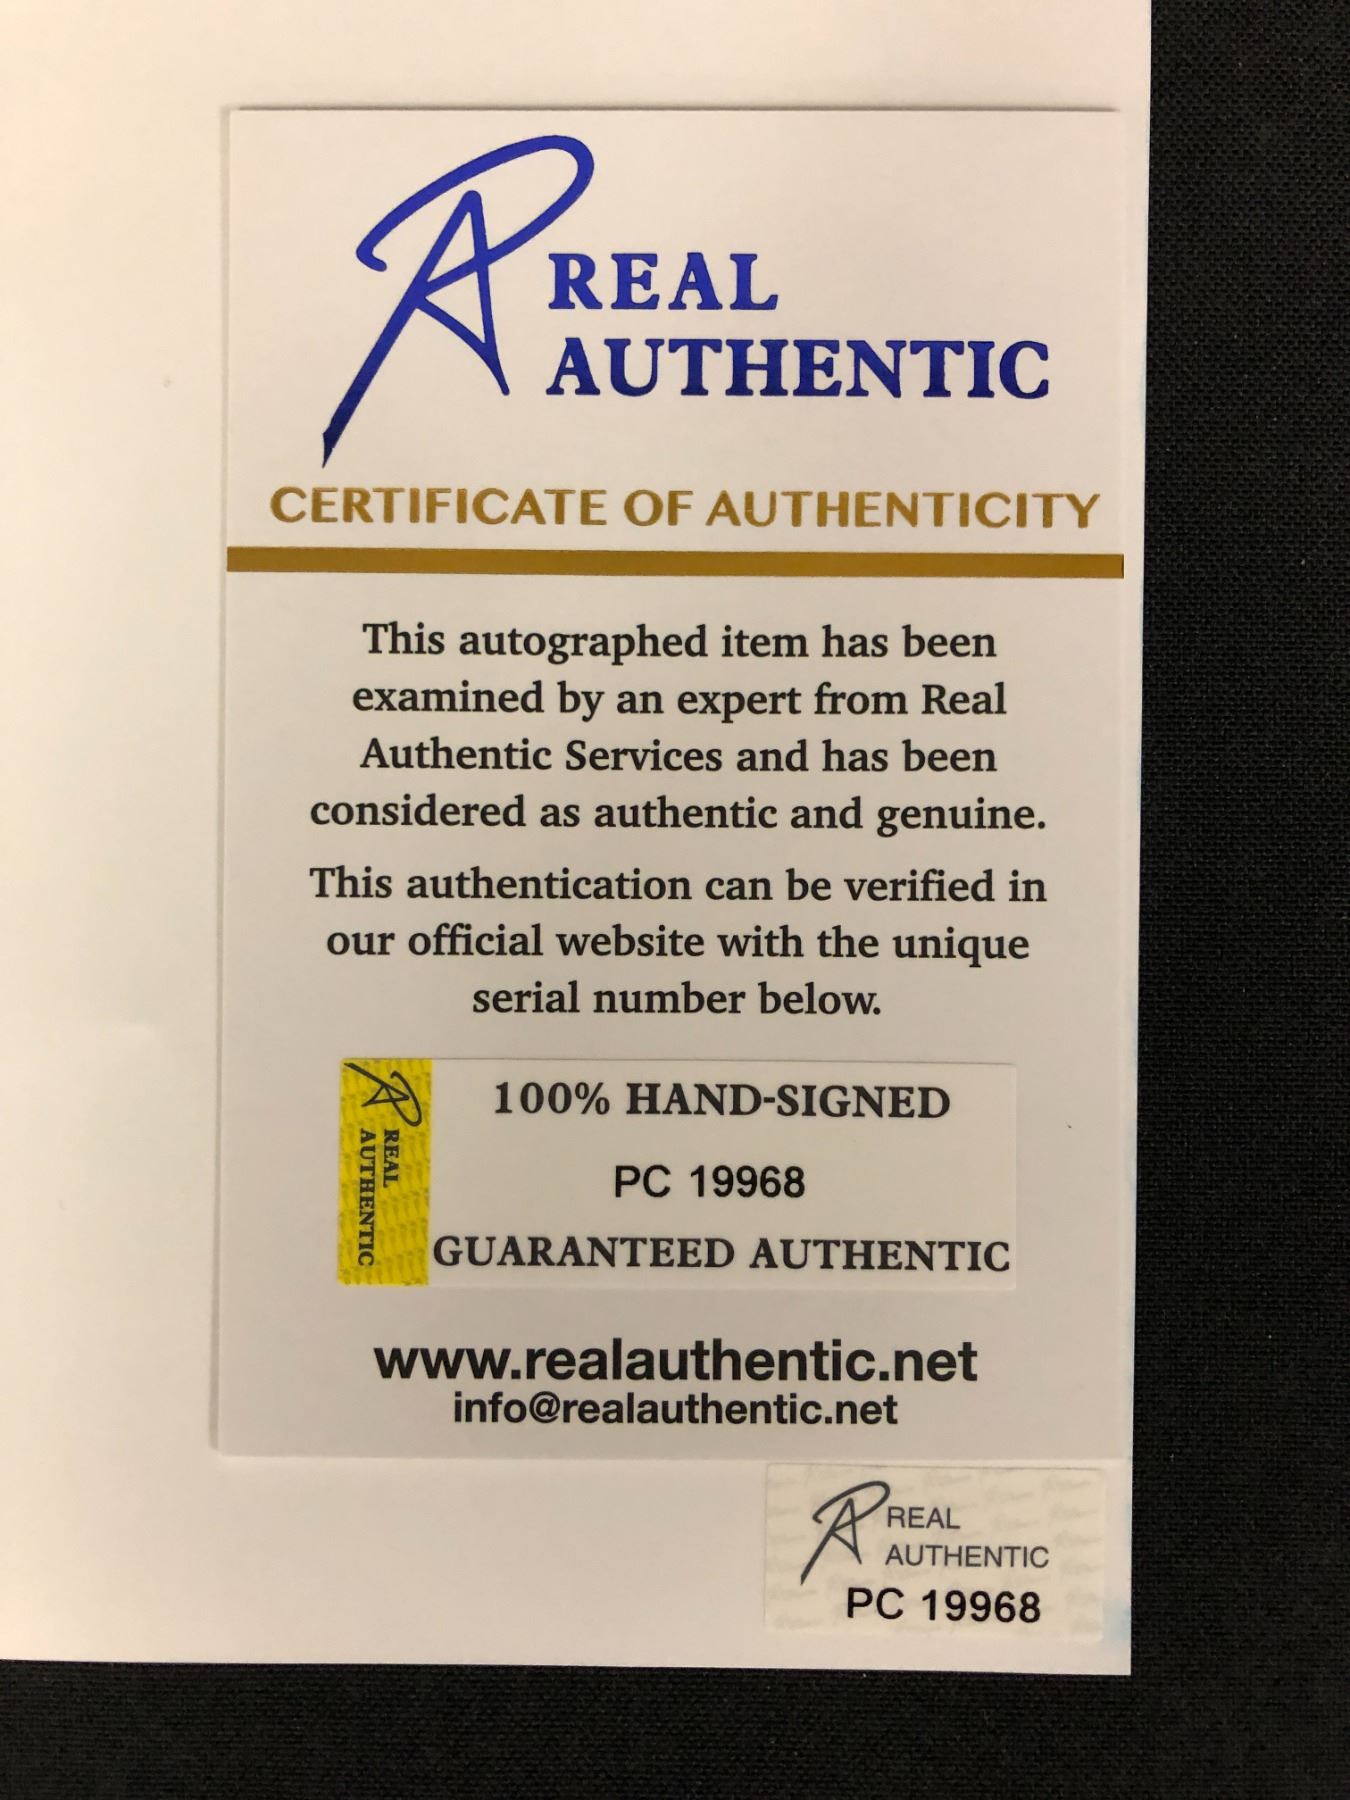 REAL
AUTHENTIC
CERTIFICATE OF AUTHENTICITY
This autographed item has been
examined by an expert from Real
Authentic Services and has been
considered as authentic and genuine.
This authentication can be verified in
our official website with the unique
serial number below.
REAL
AUTHENTIC
100% HAND-SIGNED
PC 19968
GUARANTEED AUTHENTIC
www.realauthentic.net
info@realauthentic.net
REAL
AUTHENTIC
PC 19968